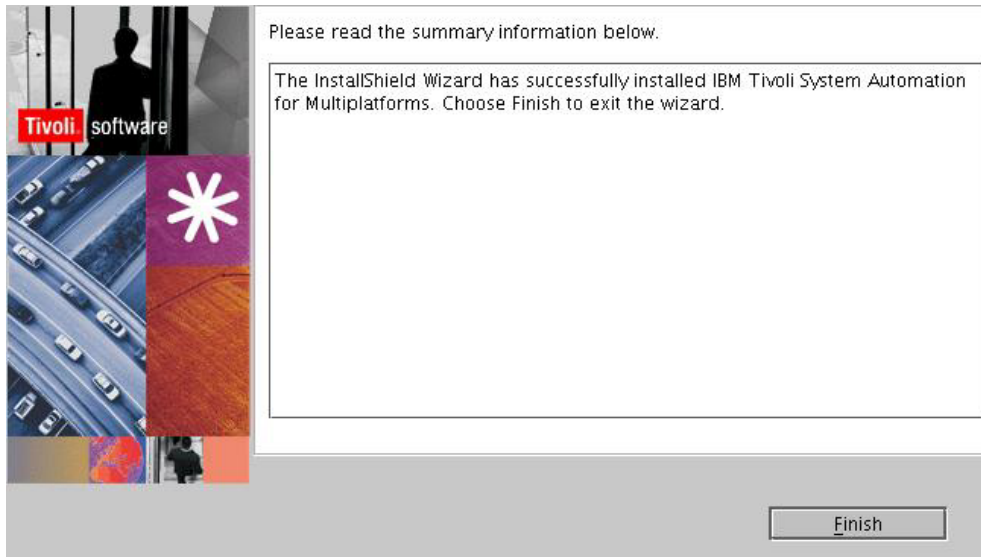 Please read the summary information below.
The InstallShield Wizard has successfully installed IBM Tivoli System Automation
for Multiplatforms. Choose Finish to exit the wizard.
Tivoli. software
Finish